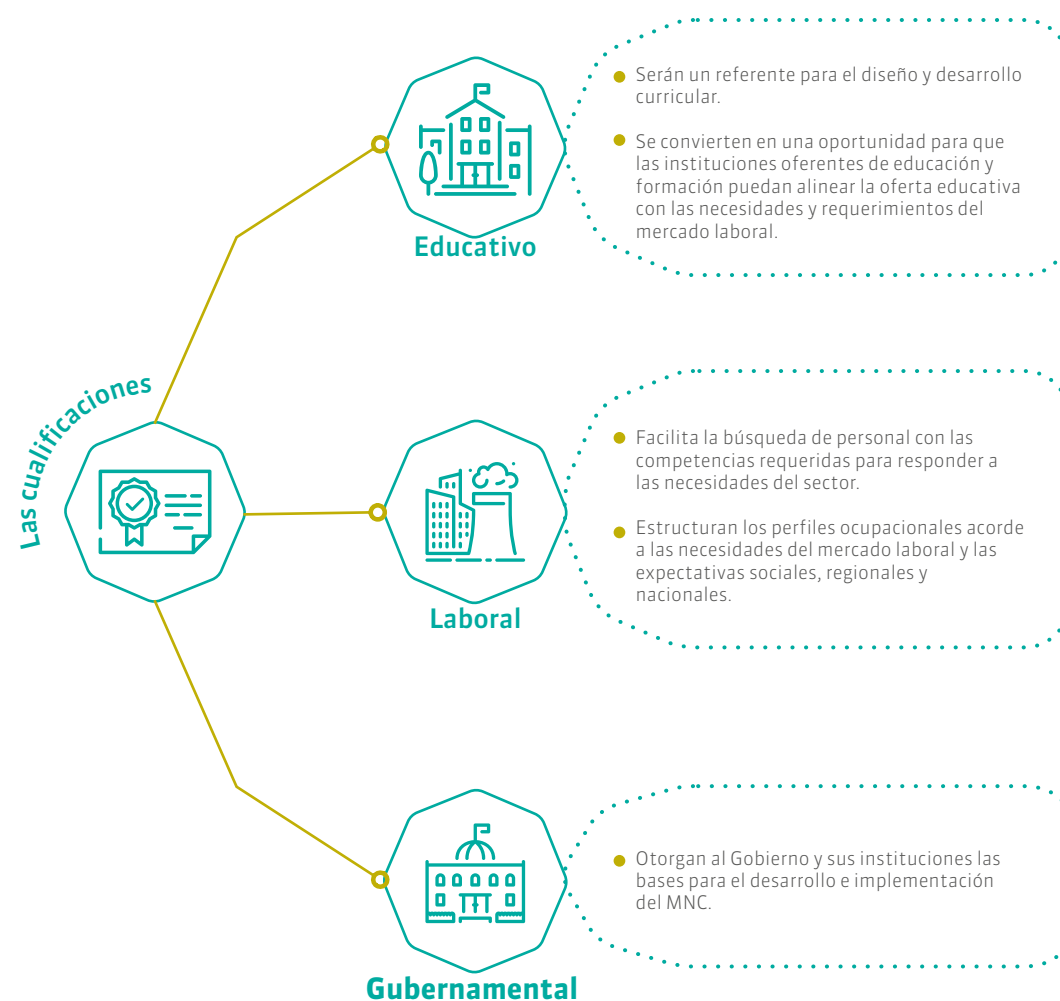 Las cualificaciones
Educativo
Serán un referente para el diseño y desarrollo
curricular.
Se convierten en una oportunidad para que
las instituciones oferentes de educación y
formación puedan alinear la oferta educativa
con las necesidades y requerimientos del
mercado laboral.
Laboral
Facilita la búsqueda de personal con las
competencias requeridas para responder a
las necesidades del sector.
Estructuran los perfiles ocupacionales acorde
a las necesidades del mercado laboral y las
expectativas sociales, regionales y
nacionales.
Gubernamental
Otorgan al Gobierno y sus instituciones las
bases para el desarrollo e implementación
del MNC.